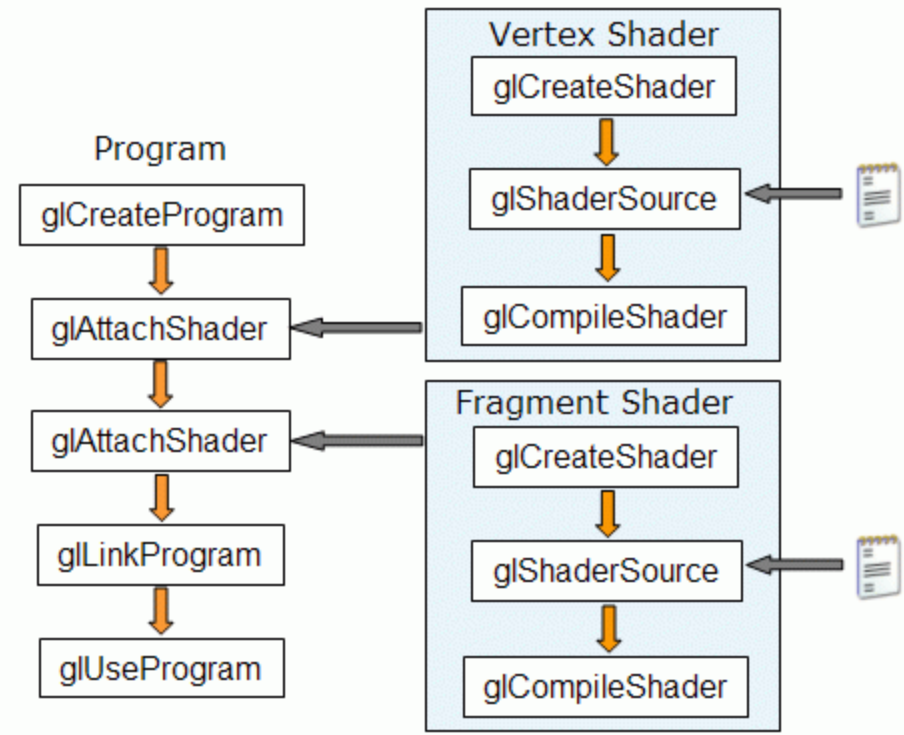 Program
glCreateProgram
glAttachShader
glAttachShader
glLinkProgram
glUseProgram
Vertex Shader
glCreateShader
glShaderSource
glCompileShader
Fragment Shader
glCreateShader
glShaderSource
glCompileShader